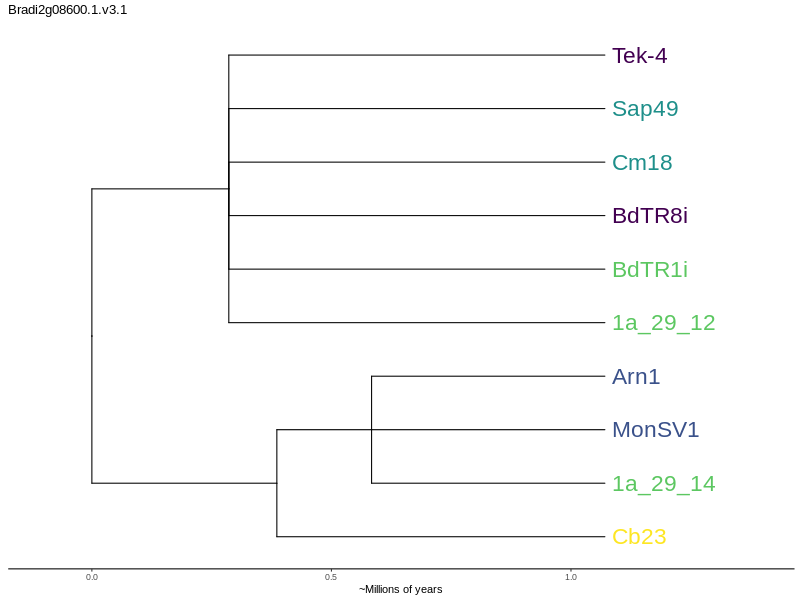 Bradi2g08600.1.v3.1
Tek-4
Sap49
Cm18
BdTR8i
BdTR1i
1a_29_12
Arn1
MonSV1
1a_29_14
Cb23
0.0 0.5 1.0
~Millions of years